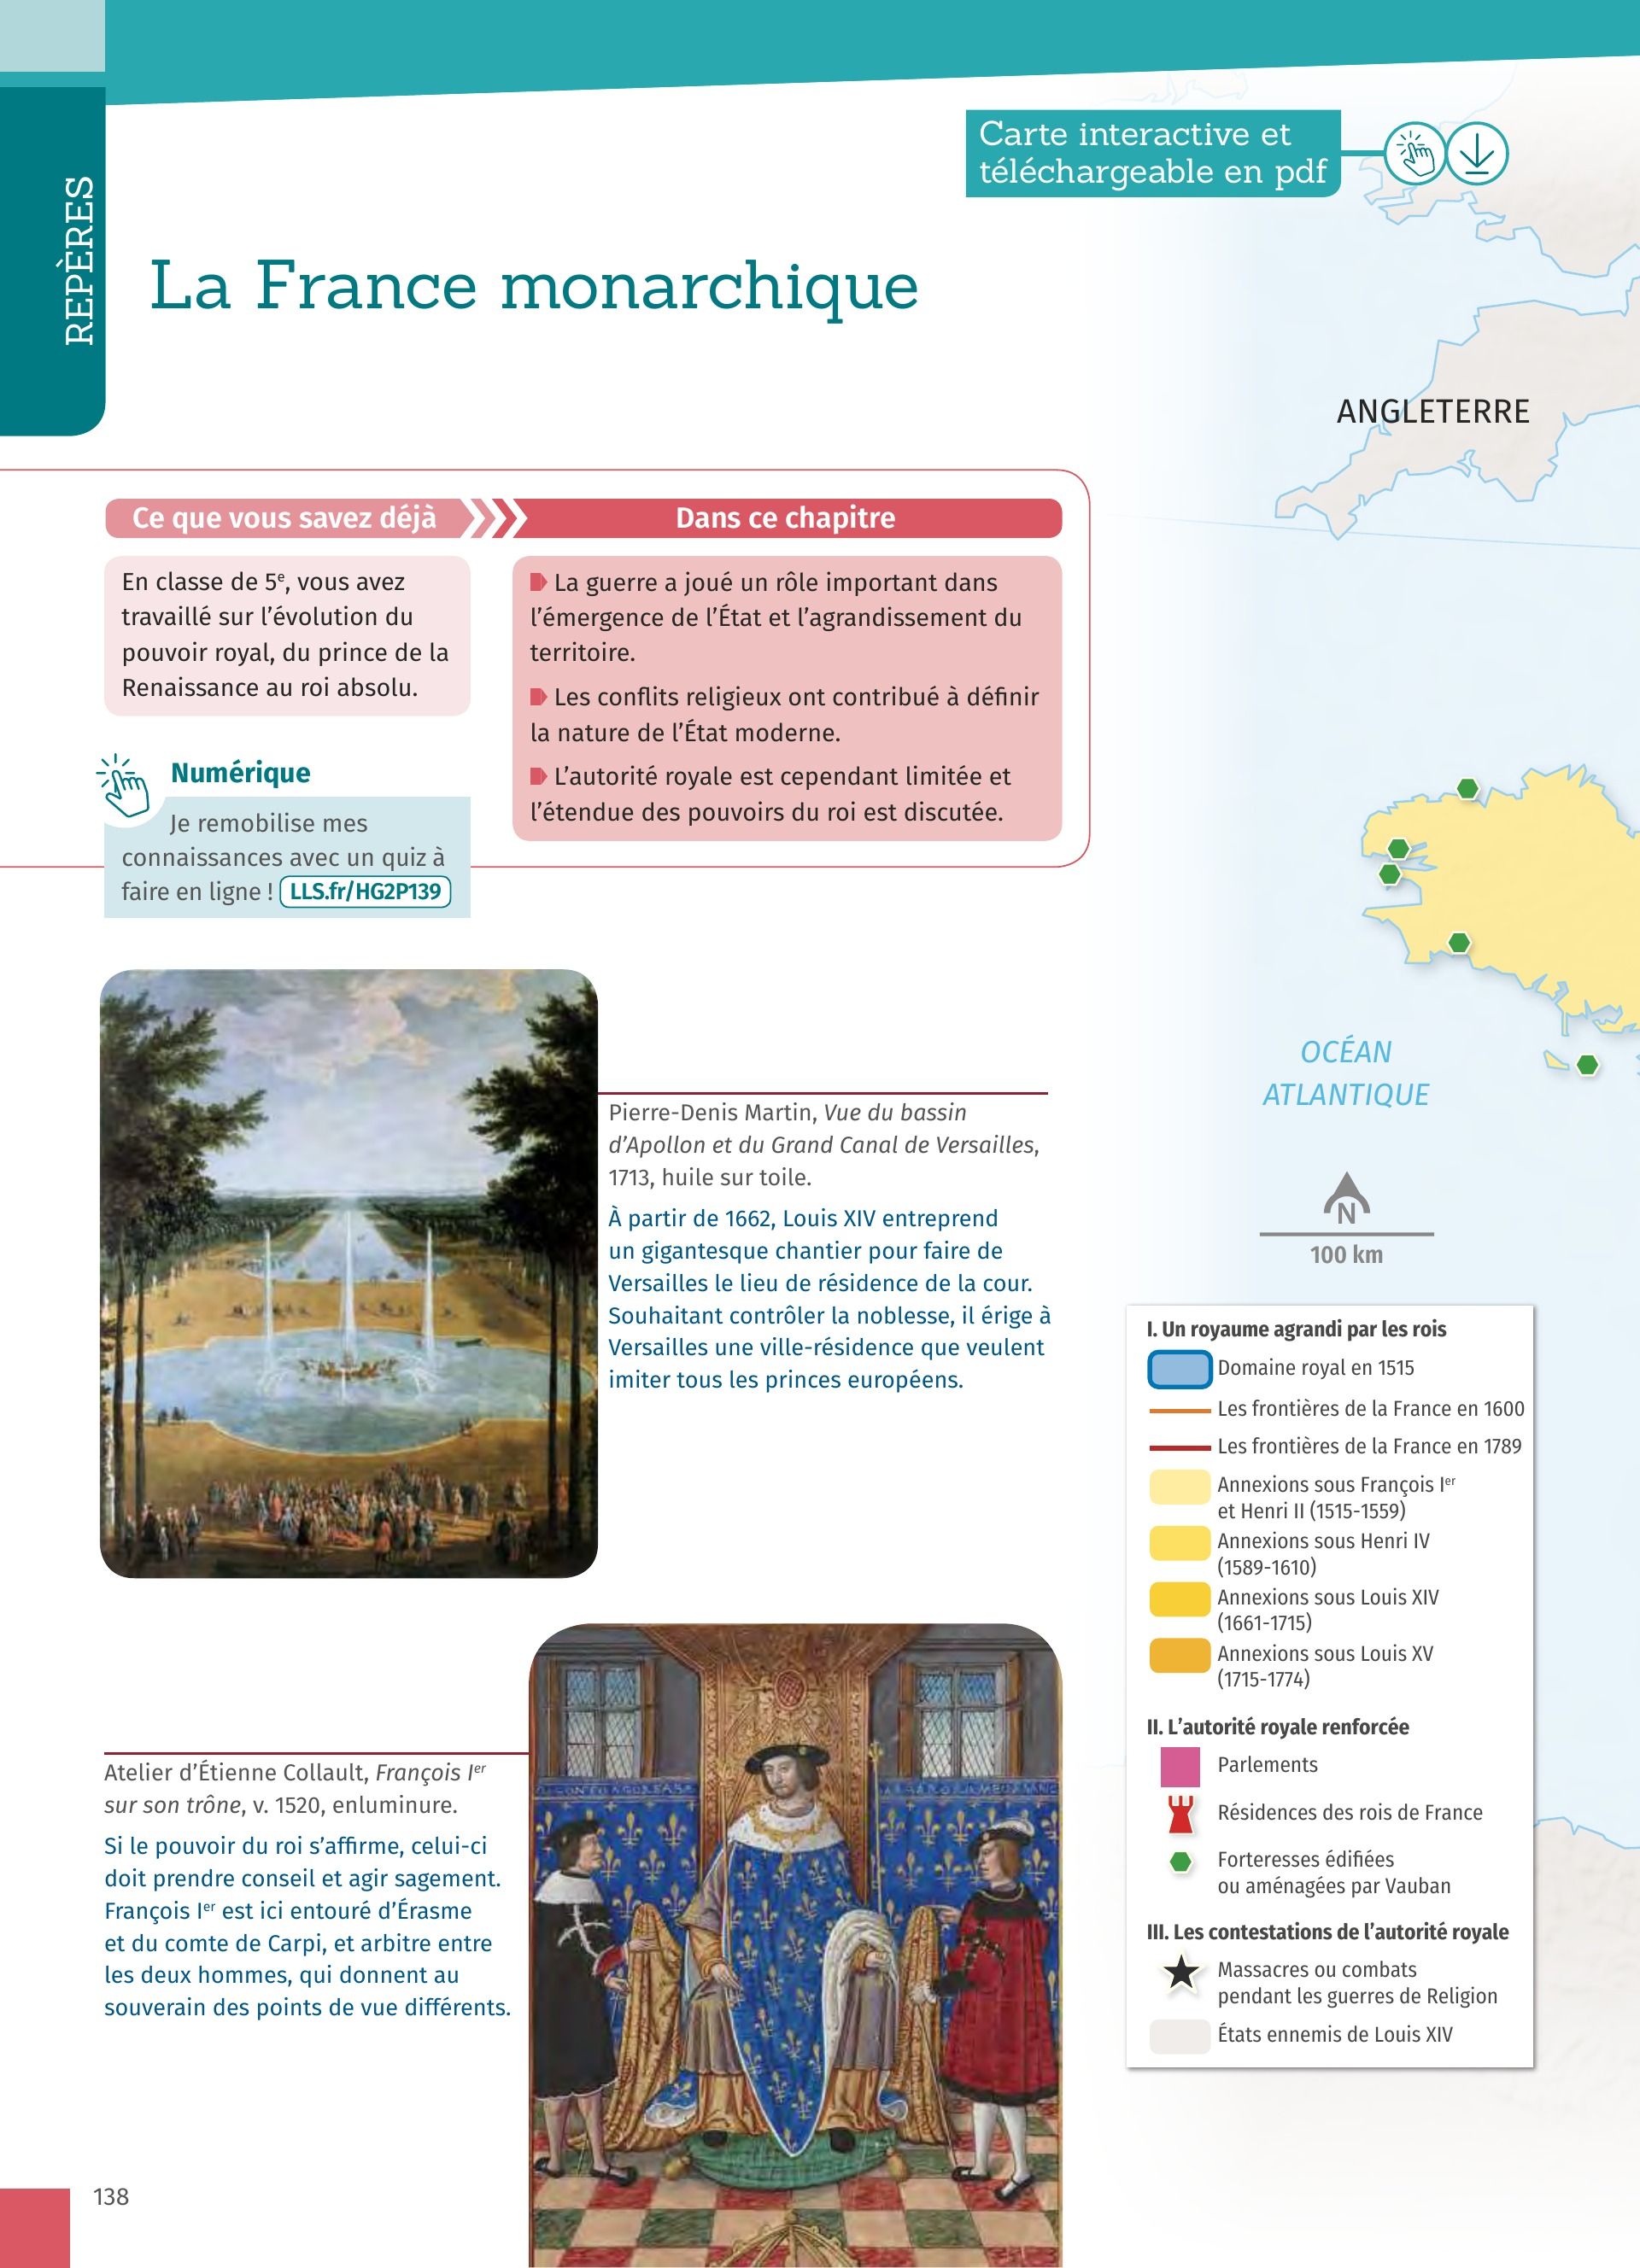 Carte interactive et
téléchargeable en pdf
REPÈRES
La France monarchique
ANGLETERRE
Ce que vous savez déjà
En classe de 5e, vous avez
travaillé sur l’évolution du
pouvoir royal, du prince de la
Renaissance au roi absolu.
Numérique
Je remobilise mes
connaissances avec un quiz à
faire en ligne ! LLS.fr/HG2P139
Dans ce chapitre
La guerre a joué un rôle important dans
l’émergence de l’État et l’agrandissement du
territoire.
Les conflits religieux ont contribué à définir
la nature de l’État moderne.
L’autorité royale est cependant limitée et
l’étendue des pouvoirs du roi est discutée.
OCÉAN
ATLANTIQUE
N
100 km
Pierre-Denis Martin, Vue du bassin
d’Apollon et du Grand Canal de Versailles,
1713, huile sur toile.
À partir de 1662, Louis XIV entreprend
un gigantesque chantier pour faire de
Versailles le lieu de résidence de la cour.
Souhaitant contrôler la noblesse, il érige à
Versailles une ville-résidence que veulent
imiter tous les princes européens.
I. Un royaume agrandi par les rois
Domaine royal en 1515
Les frontières de la France en 1600
Les frontières de la France en 1789
Annexions sous François Ier
et Henri II (1515-1559)
Annexions sous Henri IV
(1589-1610)
Annexions sous Louis XIV
(1661-1715)
Annexions sous Louis XV
(1715-1774)
II. L’autorité royale renforcée
Parlements
Résidences des rois de France
Forteresses édifiées
ou aménagées par Vauban
III. Les contestations de l’autorité royale
Massacres ou combats
pendant les guerres de Religion
États ennemis de Louis XIV
Atelier d’Étienne Collault, François Ier
sur son trône, v. 1520, enluminure.
Si le pouvoir du roi s’affirme, celui-ci
doit prendre conseil et agir sagement.
François Ier est ici entouré d’Érasme
et du comte de Carpi, et arbitre entre
les deux hommes, qui donnent au
souverain des points de vue différents.
138